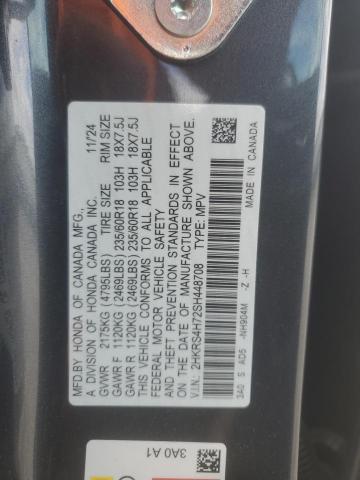 MFD.BY HONDA OF CANADA MFG., 11/24
A DIVISION OF HONDA CANADA INC.
GVWR 2175KG (4795LBS) TIRE SIZE RIM SIZE
GAWR F 1120KG (2469LBS) 235/60R18 103H 18X7.5J
GAWR R 1120KG (2469LBS) 235/60R18 103H 18X7.5J
THIS VEHICLE CONFORMS TO ALL APPLICABLE
FEDERAL MOTOR VEHICLE SAFETY
AND THEFT PREVENTION STANDARDS IN EFFECT
ON THE DATE OF MANUFACTURE SHOWN ABOVE.
V.I.N.: 2HKRS4H72SH448708 TYPE: MPV
3A0 S AD5 -NH904M -Z -H
MADE IN CANADA
3A0 A1